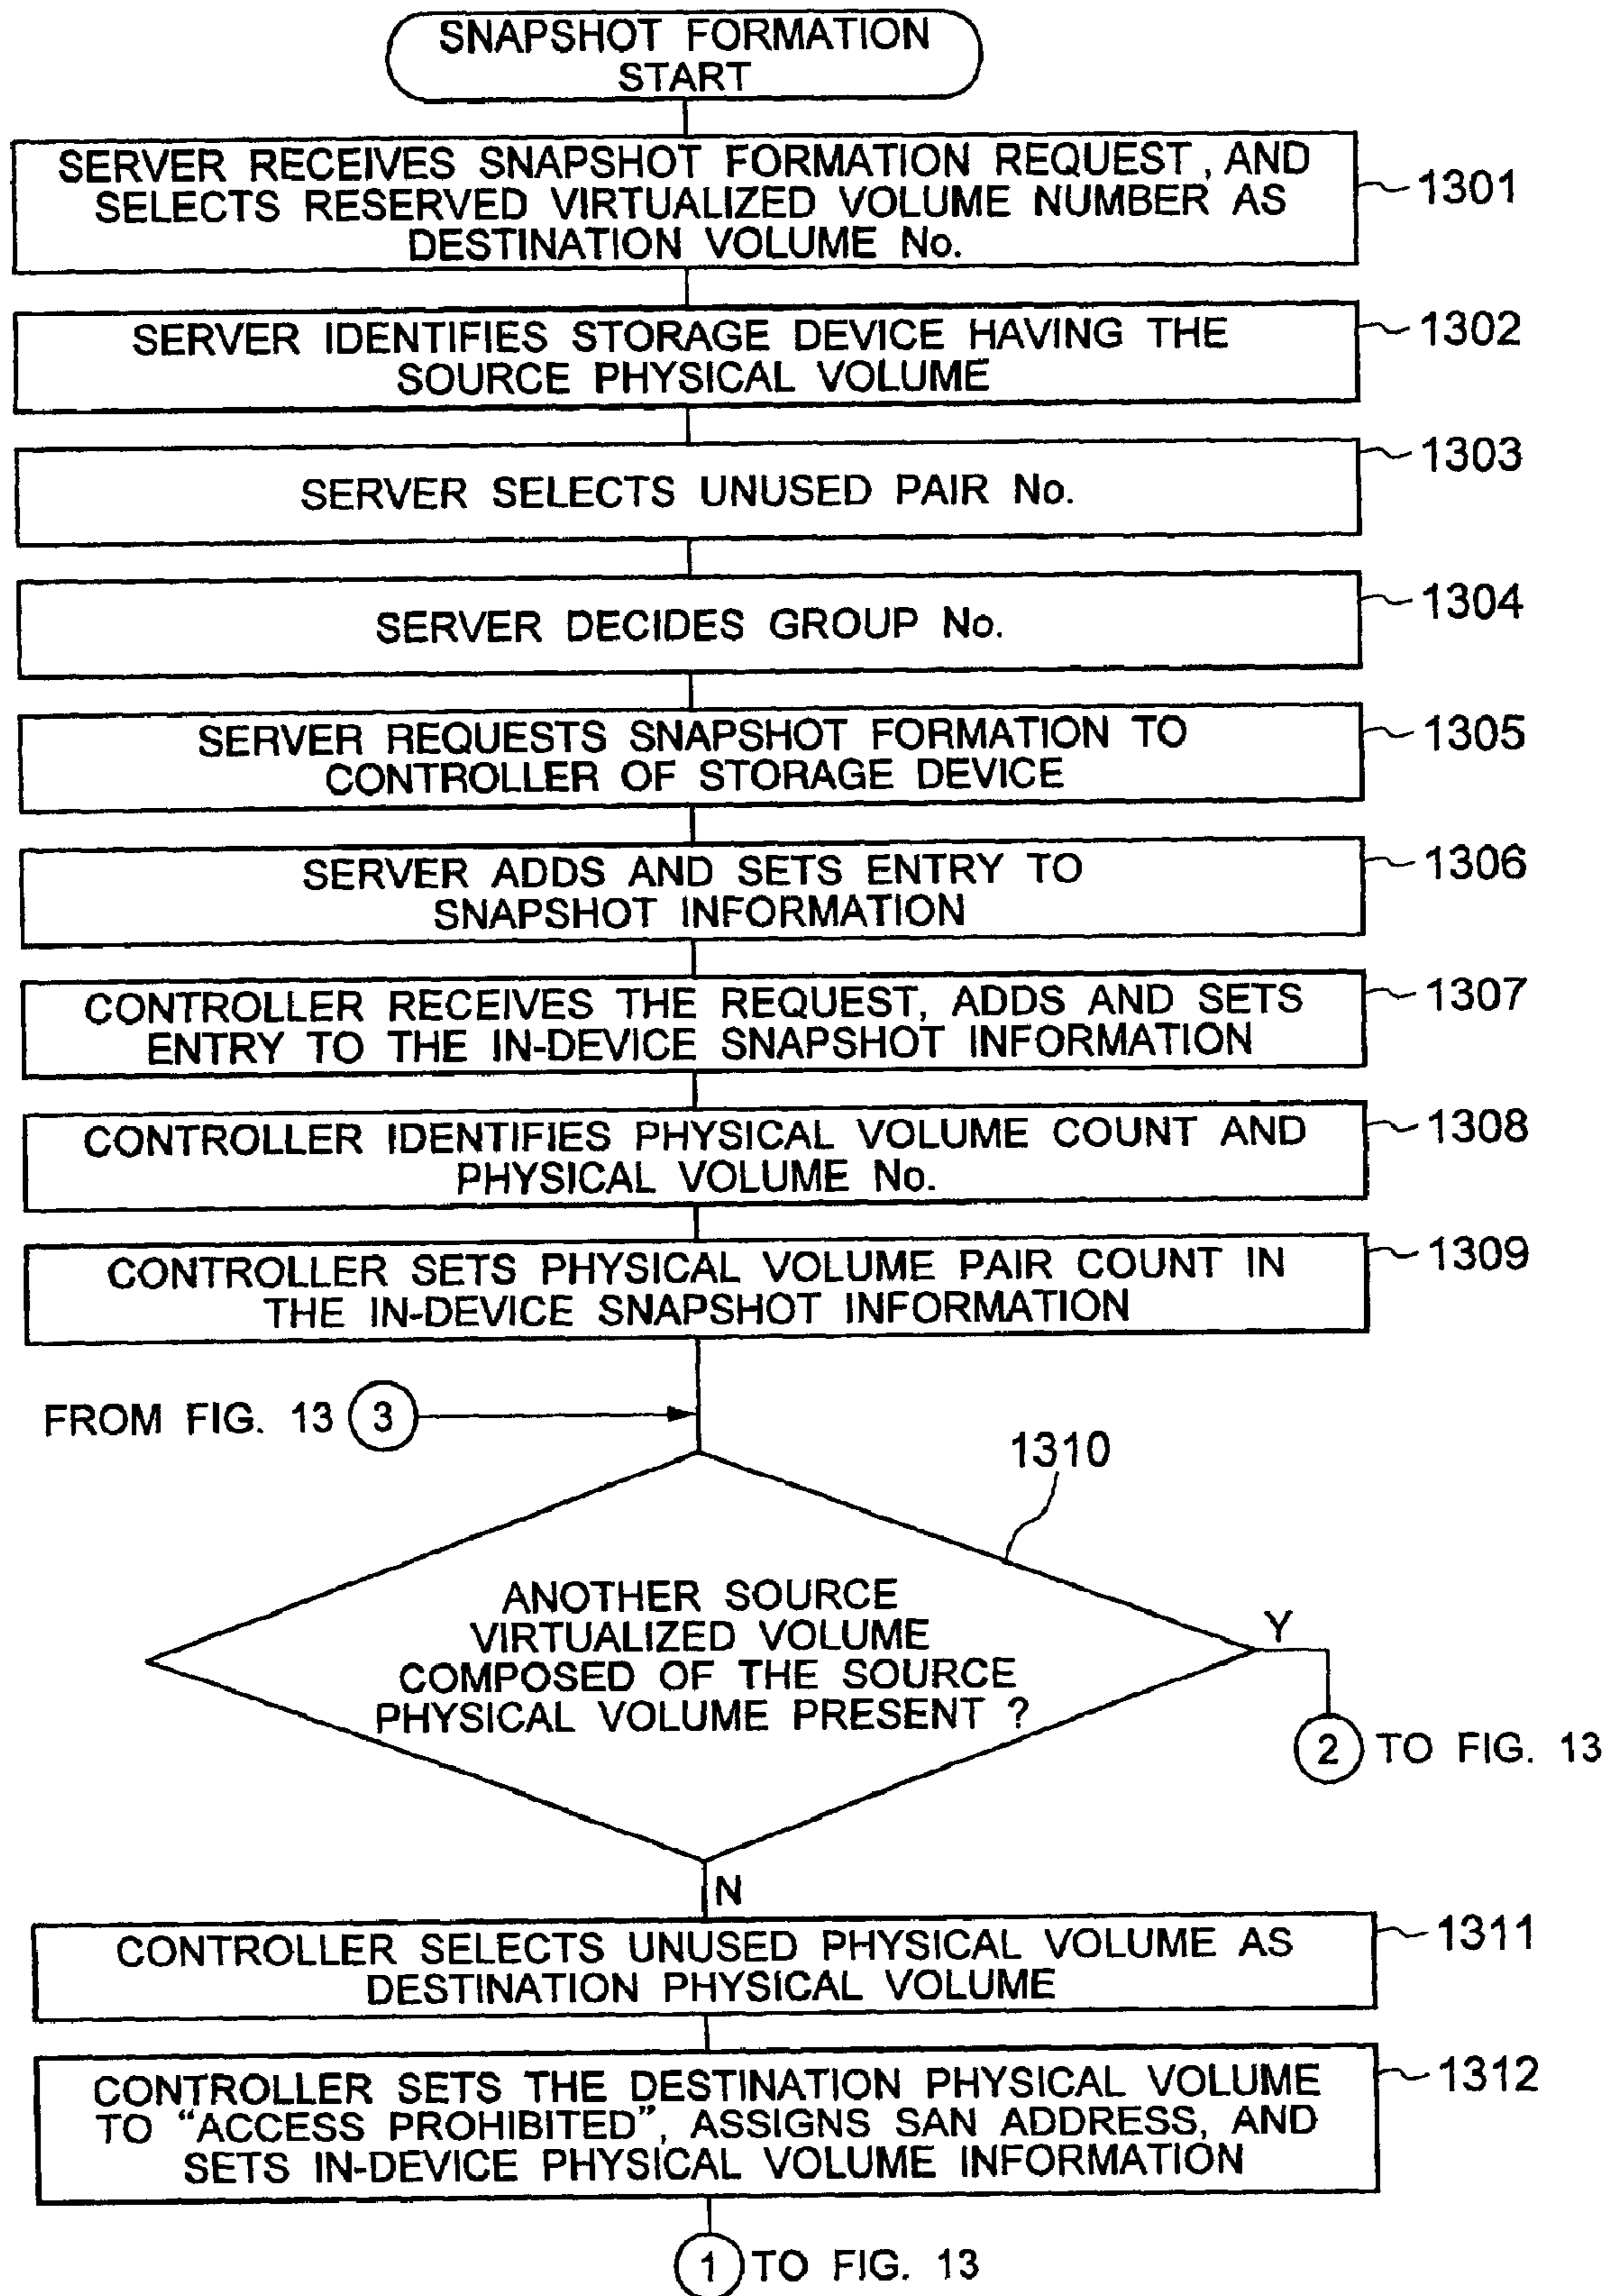 SNAPSHOT FORMATION
START
SERVER RECEIVES SNAPSHOT FORMATION REQUEST, AND
SELECTS RESERVED VIRTUALIZED VOLUME NUMBER AS
DESTINATION VOLUME No.
1301
SERVER IDENTIFIES STORAGE DEVICE HAVING THE
SOURCE PHYSICAL VOLUME
1302
SERVER SELECTS UNUSED PAIR No.
1303
SERVER DECIDES GROUP No.
1304
SERVER REQUESTS SNAPSHOT FORMATION TO
CONTROLLER OF STORAGE DEVICE
1305
SERVER ADDS AND SETS ENTRY TO
SNAPSHOT INFORMATION
1306
CONTROLLER RECEIVES THE REQUEST, ADDS AND SETS
ENTRY TO THE IN-DEVICE SNAPSHOT INFORMATION
1307
CONTROLLER IDENTIFIES PHYSICAL VOLUME COUNT AND
PHYSICAL VOLUME No.
1308
CONTROLLER SETS PHYSICAL VOLUME PAIR COUNT IN
THE IN-DEVICE SNAPSHOT INFORMATION
1309
FROM FIG. 13 3
1310
ANOTHER SOURCE
VIRTUALIZED VOLUME
COMPOSED OF THE SOURCE
PHYSICAL VOLUME PRESENT ?
Y
2 TO FIG. 13
N
CONTROLLER SELECTS UNUSED PHYSICAL VOLUME AS
DESTINATION PHYSICAL VOLUME
1311
CONTROLLER SETS THE DESTINATION PHYSICAL VOLUME
TO “ACCESS PROHIBITED”, ASSIGNS SAN ADDRESS, AND
SETS IN-DEVICE PHYSICAL VOLUME INFORMATION
1312
1 TO FIG. 13